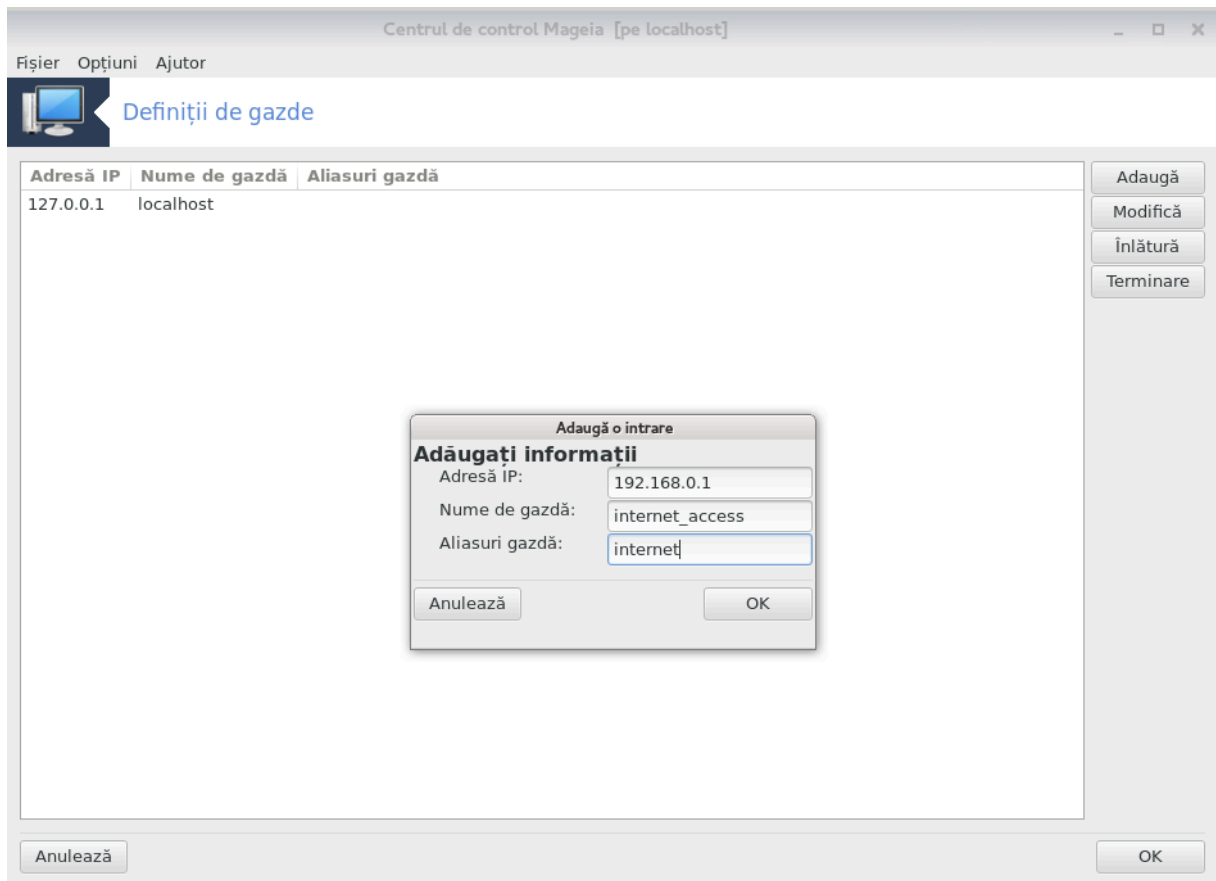 Centrul de control Mageia [pe localhost]
Fișier Opțiuni Ajutor
Definiții de gazde
Adresă IP Nume de gazdă Aliasuri gazdă
127.0.0.1 localhost
Adaugă
Modifică
Înlătură
Terminare
Adaugă o intrare
Adăugați informații
Adresă IP: 192.168.0.1
Nume de gazdă: internet_access
Aliasuri gazdă: internet
Anulează OK
Anulează OK